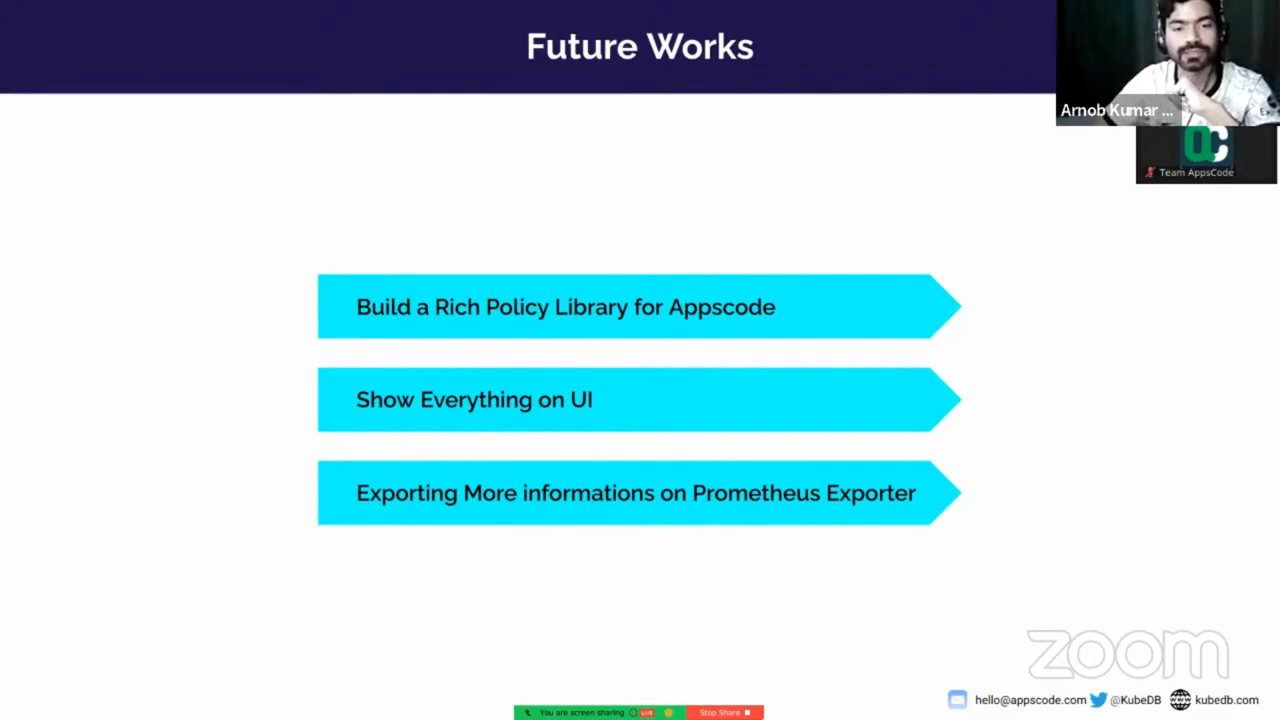 Future Works
Arnob Kumar ...
Team AppsCode
Build a Rich Policy Library for Appscode
Show Everything on UI
Exporting More informations on Prometheus Exporter
zoom
hello@appscode.com @KubeDB kubedb.com
You are screen sharing LIVE Stop Share